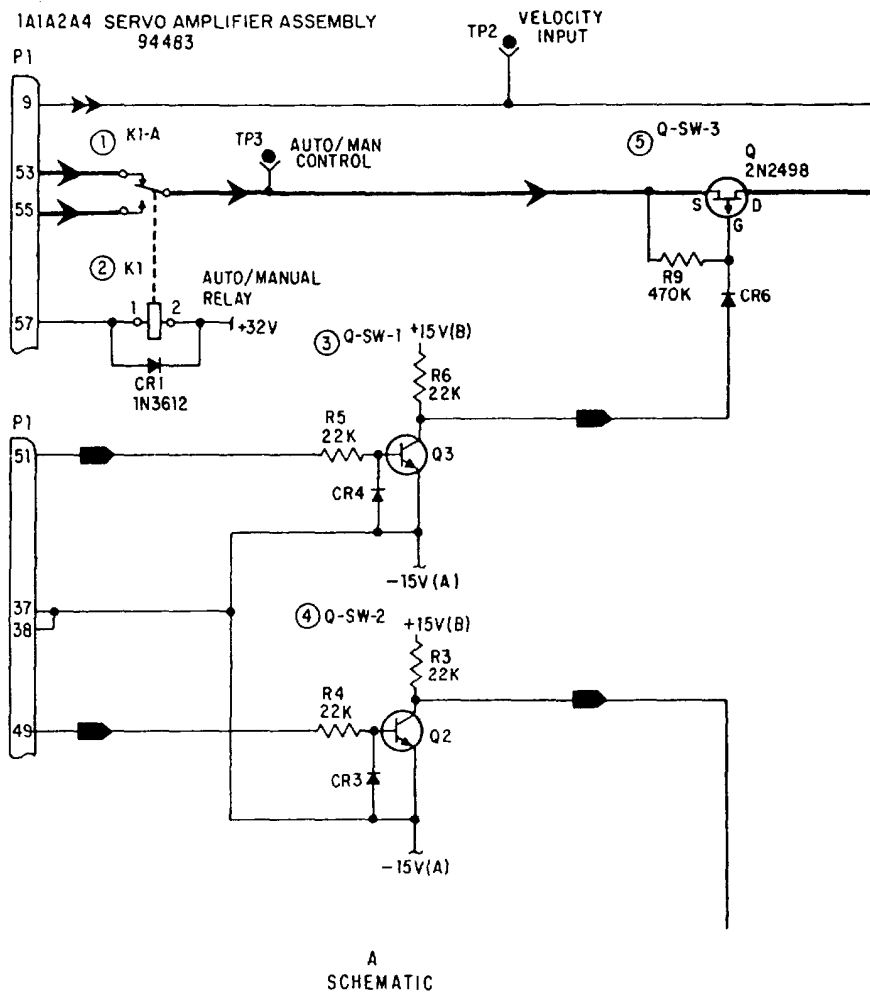 1A1A2A4 SERVO AMPLIFIER ASSEMBLY
94483
VELOCITY
INPUT
TP2
P1
9
1 K1-A
53
55
TP3
AUTO/MAN
CONTROL
5 Q-SW-3
Q
2N2498
S
D
G
R9
470K
CR6
2 K1
AUTO/MANUAL
RELAY
57
1
2
+32V
CR1
1N3612
3 Q-SW-1
+15V(B)
R6
22K
P1
51
R5
22K
Q3
CR4
-15V(A)
37
38
4 Q-SW-2
+15V(B)
R3
22K
R4
22K
49
Q2
CR3
-15V(A)
A
SCHEMATIC